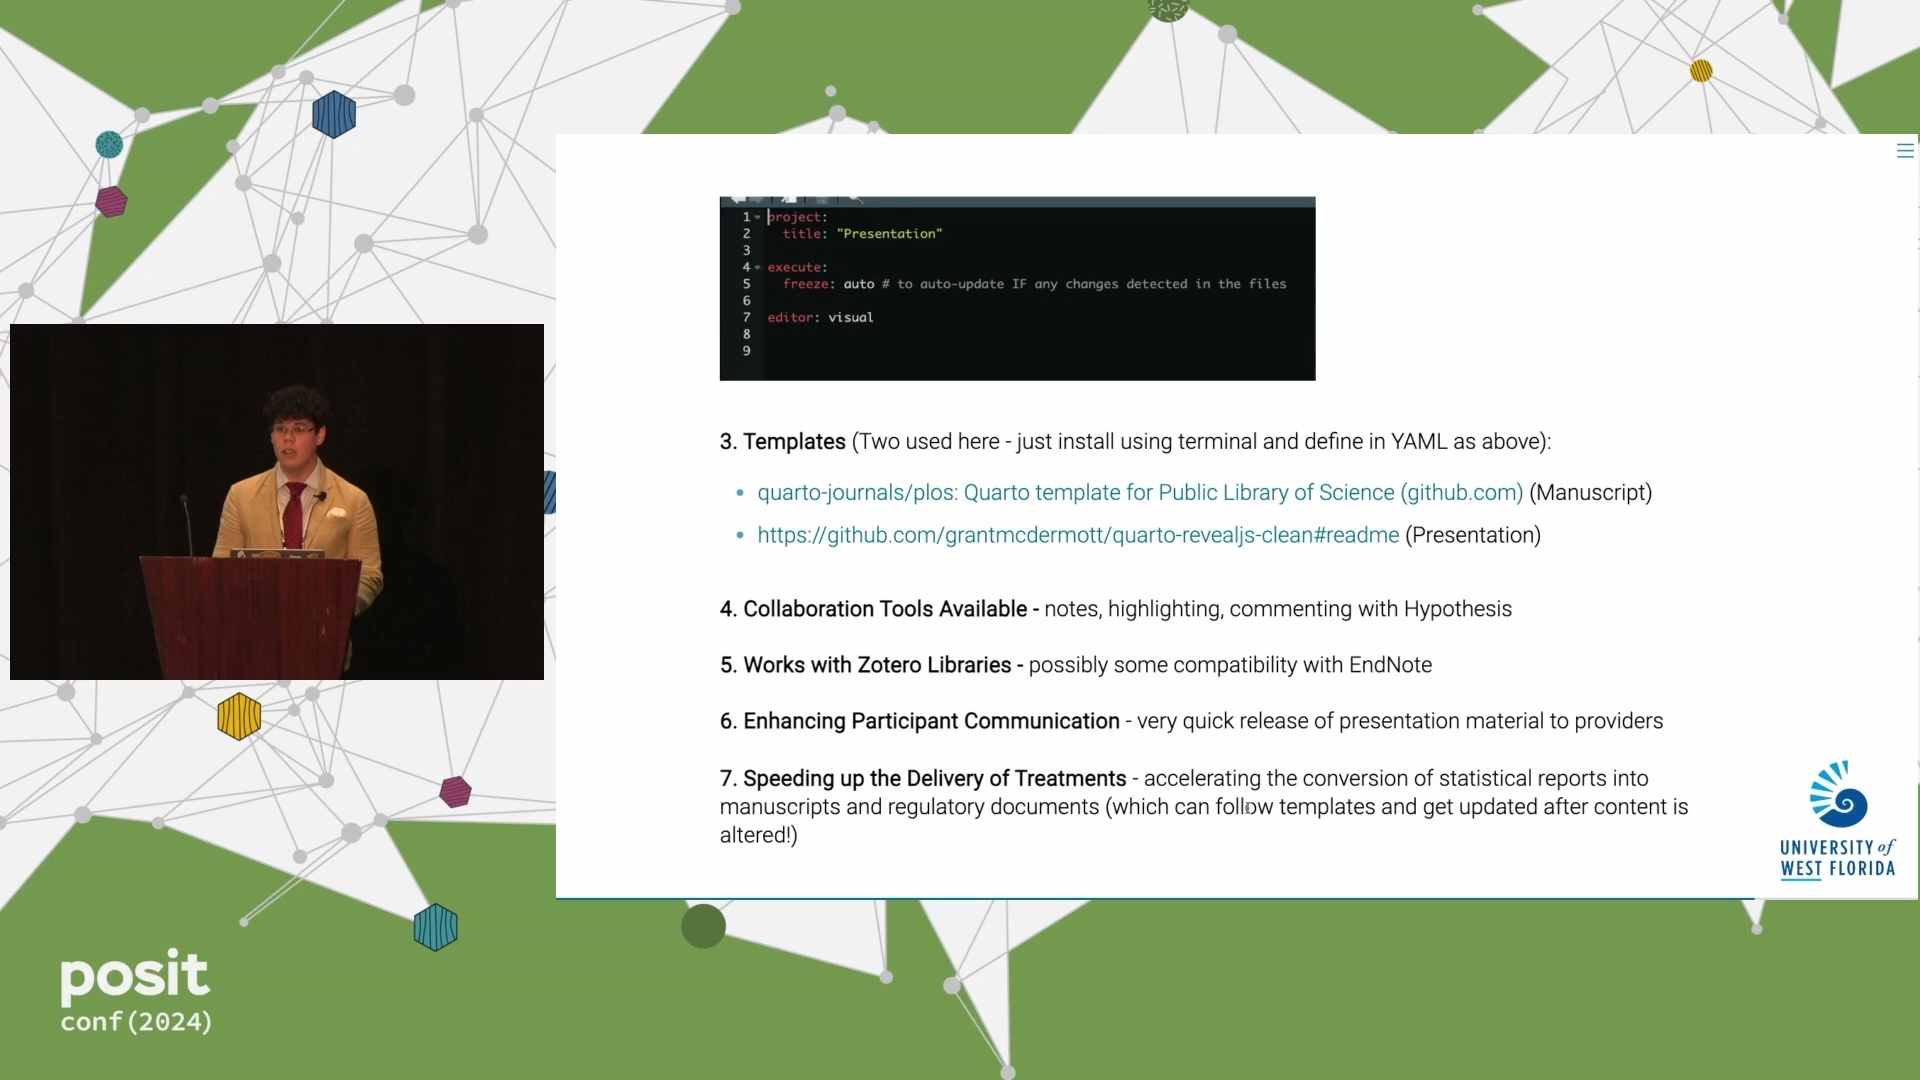 1 project:
2 title: "Presentation"
3
4 execute:
5 freeze: auto # to auto-update IF any changes detected in the files
6
7 editor: visual
8
9
3. Templates (Two used here - just install using terminal and define in YAML as above):
• quarto-journals/plos: Quarto template for Public Library of Science (github.com) (Manuscript)
• https://github.com/grantmcdermott/quarto-revealjs-clean#readme (Presentation)
4. Collaboration Tools Available - notes, highlighting, commenting with Hypothesis
5. Works with Zotero Libraries - possibly some compatibility with EndNote
6. Enhancing Participant Communication - very quick release of presentation material to providers
7. Speeding up the Delivery of Treatments - accelerating the conversion of statistical reports into
manuscripts and regulatory documents (which can follow templates and get updated after content is
altered!)
UNIVERSITY of
WEST FLORIDA
posit
conf(2024)